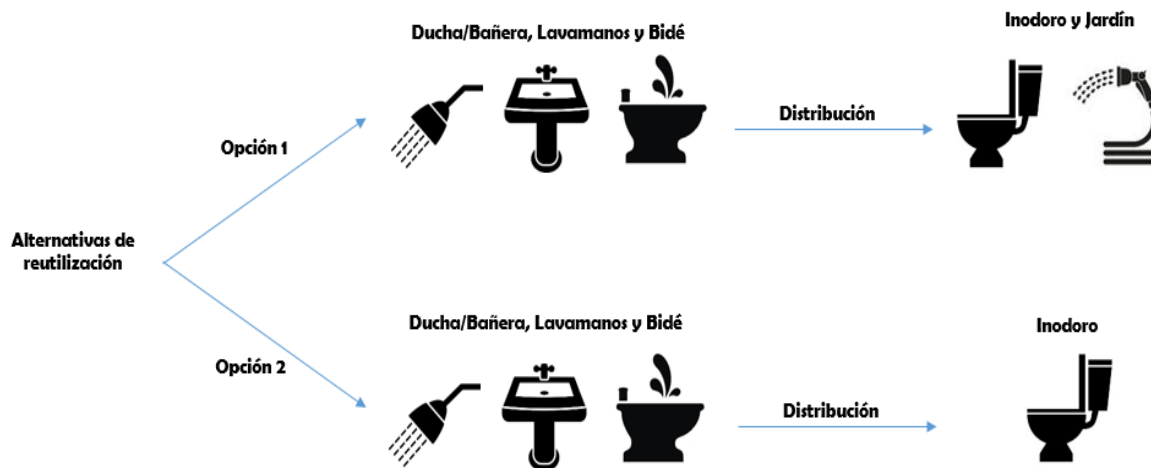 Ducha/Bañera, Lavamanos y Bidé
Inodoro y Jardín
Distribución
Opción 1
Alternativas de
reutilización
Ducha/Bañera, Lavamanos y Bidé
Inodoro
Opción 2
Distribución